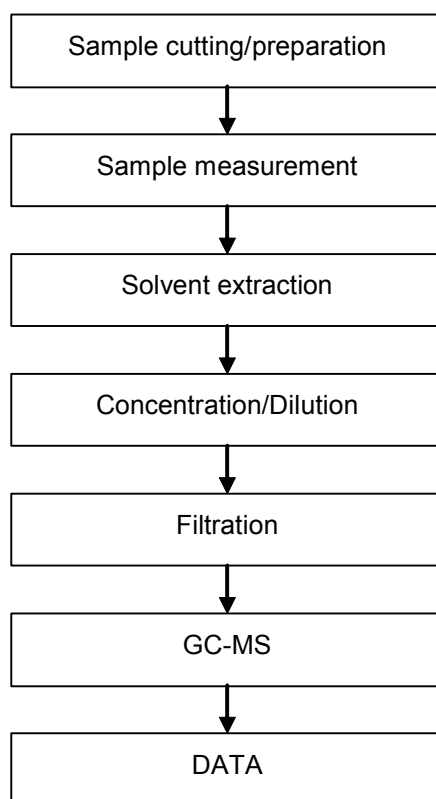 Sample cutting/preparation
Sample measurement
Solvent extraction
Concentration/Dilution
Filtration
GC-MS
DATA